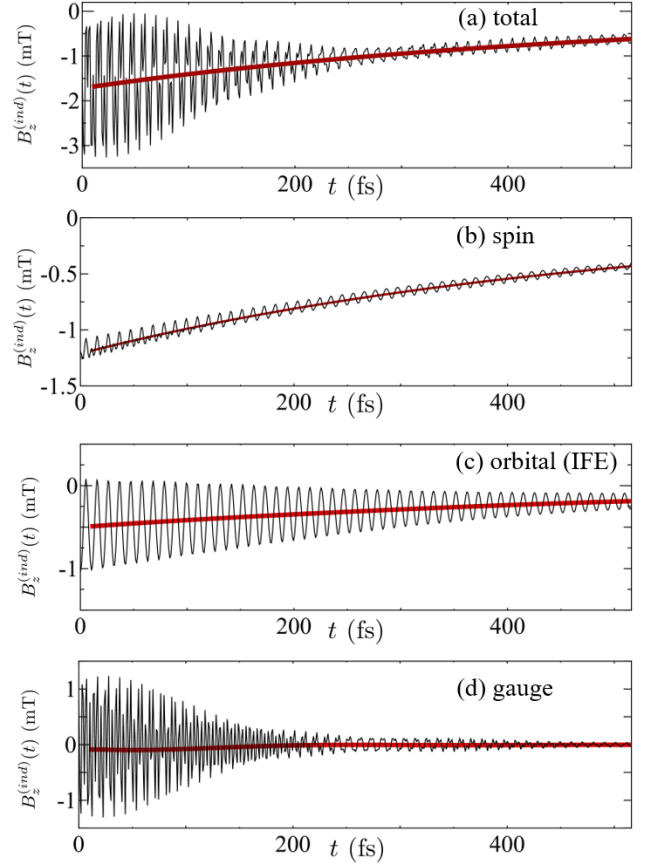 (a) total
B_z^{(ind)}(t) (mT)
0
-1
-2
-3
0
200
400
t (fs)
(b) spin
B_z^{(ind)}(t) (mT)
0
-0.5
-1
-1.5
0
200
400
t (fs)
(c) orbital (IFE)
B_z^{(ind)}(t) (mT)
0
-1
0
200
400
t (fs)
(d) gauge
B_z^{(ind)}(t) (mT)
1
0
-1
0
200
400
t (fs)